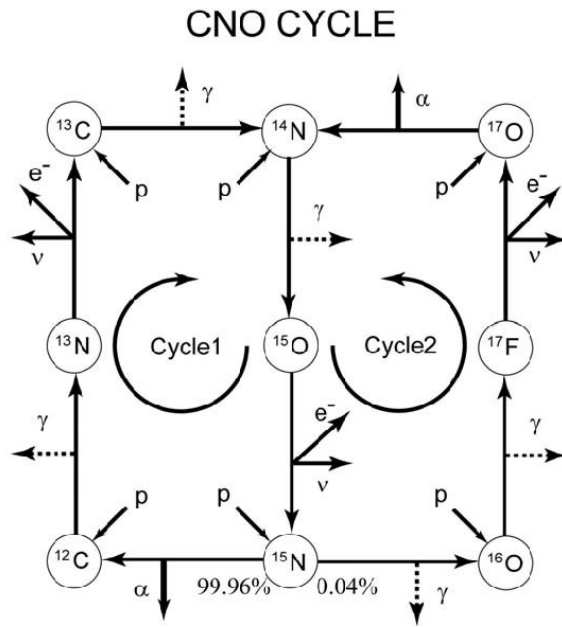 CNO CYCLE
γ α
¹³C ¹⁴N ¹⁷O
e⁻ p p p e⁻
γ
ν ν
¹³N Cycle1 ¹⁵O Cycle2 ¹⁷F
e⁻
γ ν γ
p p p
¹²C ¹⁵N ¹⁶O
α 99.96% 0.04% γ